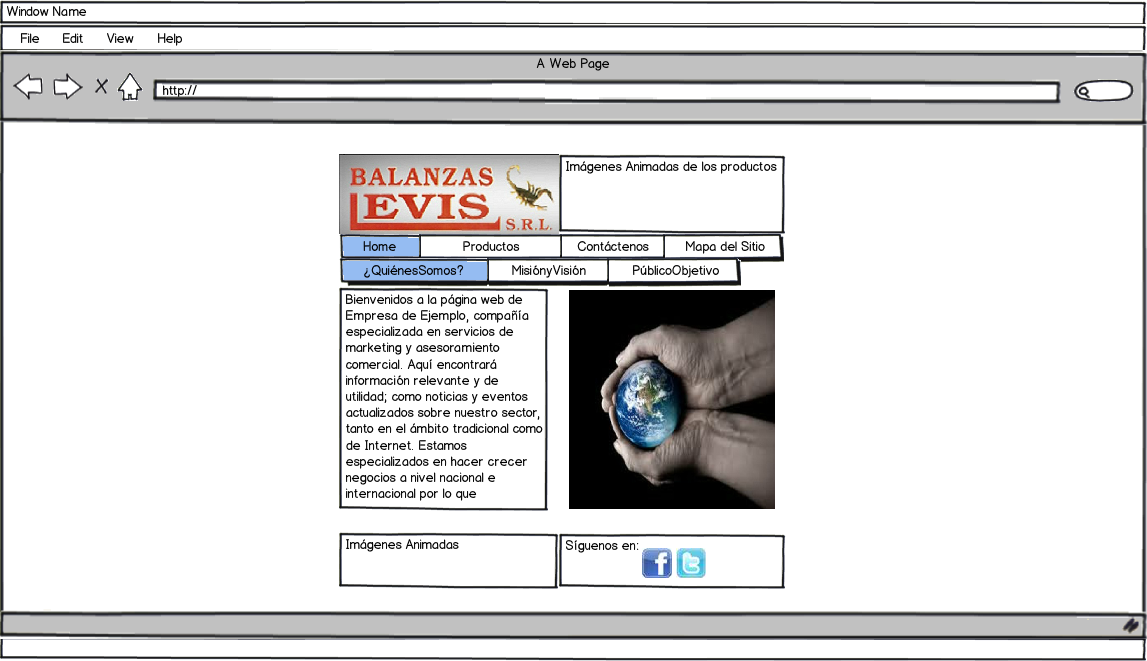 Window Name
File Edit View Help
A Web Page
http://
BALANZAS
LEVIS
S.R.L.
Imágenes Animadas de los productos
Home Productos Contáctenos Mapa del Sitio
¿QuiénesSomos? MisiónyVisión PúblicoObjetivo
Bienvenidos a la página web de
Empresa de Ejemplo, compañía
especializada en servicios de
marketing y asesoramiento
comercial. Aquí encontrará
información relevante y de
utilidad; como noticias y eventos
actualizados sobre nuestro sector,
tanto en el ámbito tradicional como
de Internet. Estamos
especializados en hacer crecer
negocios a nivel nacional e
internacional por lo que
Imágenes Animadas
Síguenos en: